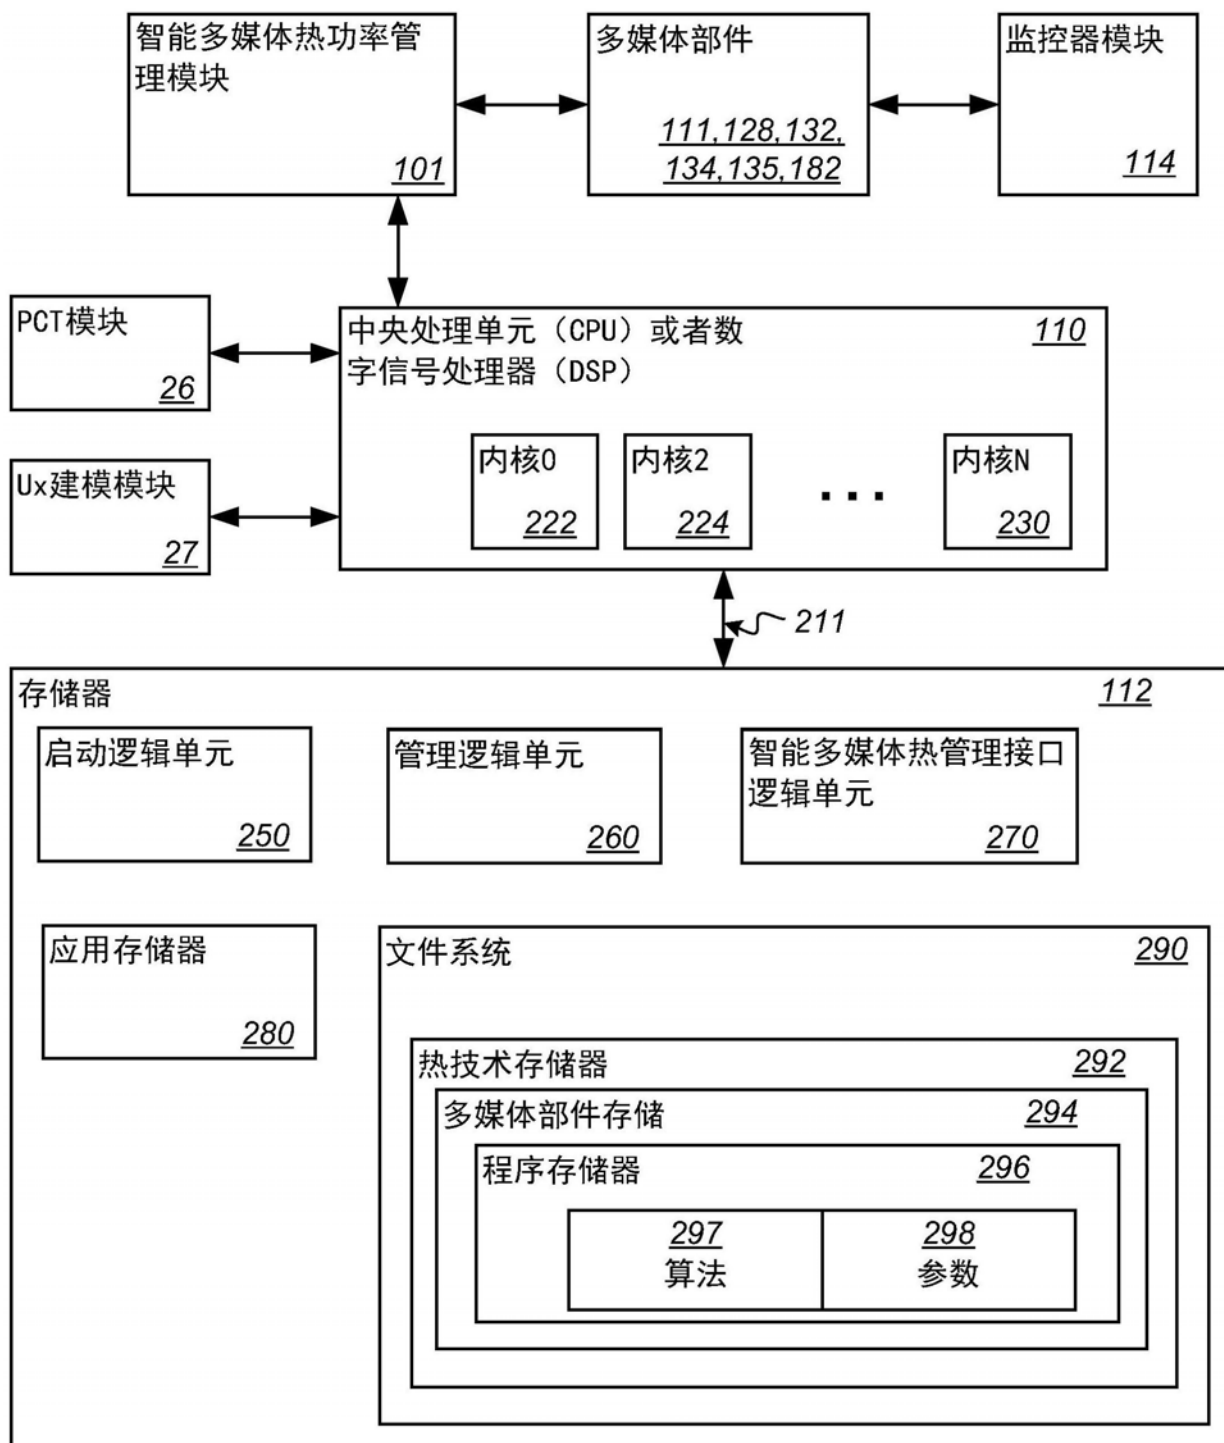 智能多媒体热功率管
理模块
101
多媒体部件
111,128,132,
134,135,182
监控器模块
114
PCT模块
26
Ux建模模块
27
中央处理单元（CPU）或者数
字信号处理器（DSP）
110
内核0
222
内核2
224
...
内核N
230
211
存储器
112
启动逻辑单元
250
管理逻辑单元
260
智能多媒体热管理接口
逻辑单元
270
应用存储器
280
文件系统
290
热技术存储器
292
多媒体部件存储
294
程序存储器
296
297
算法
298
参数